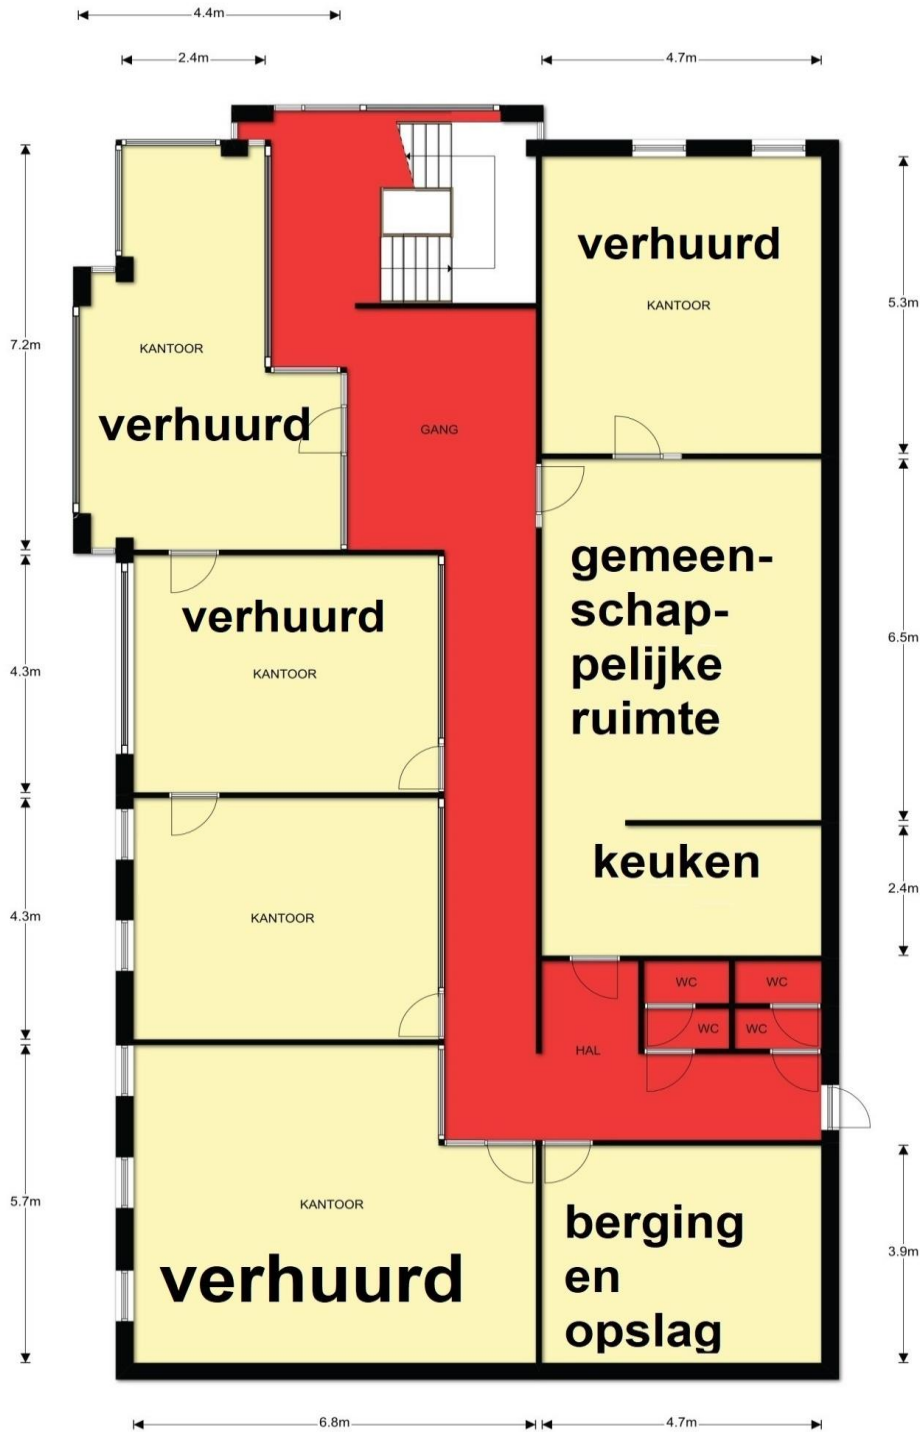 4.4m
2.4m
4.7m
verhuurd
KANTOOR
5.3m
7.2m
KANTOOR
verhuurd
GANG
gemeen-
schap-
pelijke
ruimte
6.5m
verhuurd
KANTOOR
4.3m
keuken
2.4m
KANTOOR
4.3m
WC
WC
WC
WC
HAL
KANTOOR
verhuurd
5.7m
berging
en
opslag
3.9m
6.8m
4.7m